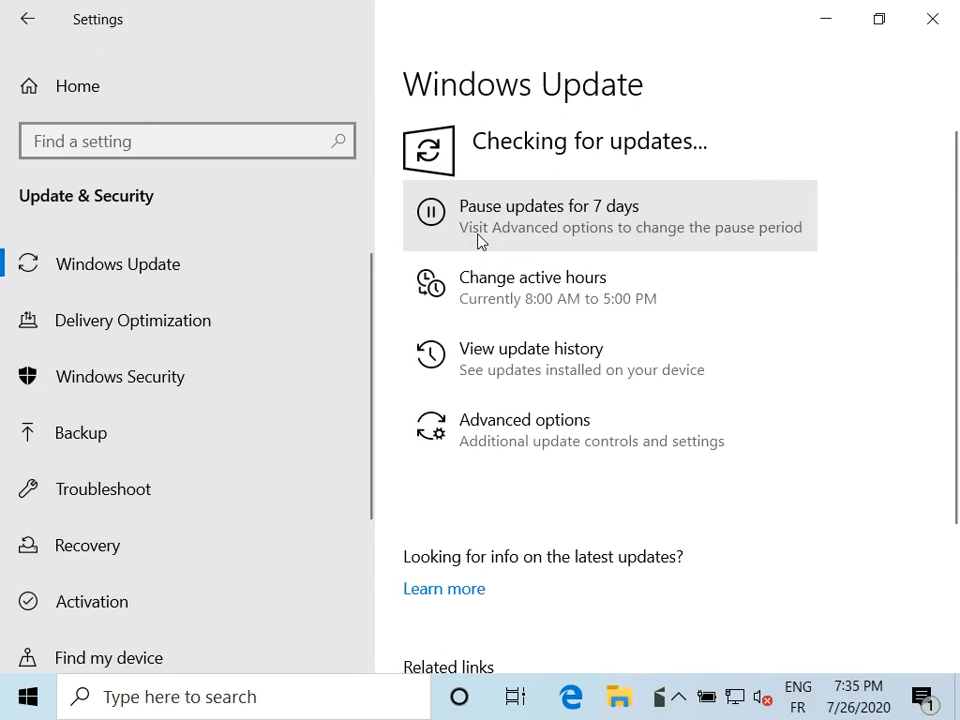 Settings
Home
Find a setting
Update & Security
Windows Update
Delivery Optimization
Windows Security
Backup
Troubleshoot
Recovery
Activation
Find my device
Windows Update
Checking for updates...
Pause updates for 7 days
Visit Advanced options to change the pause period
Change active hours
Currently 8:00 AM to 5:00 PM
View update history
See updates installed on your device
Advanced options
Additional update controls and settings
Looking for info on the latest updates?
Learn more
Related links
Type here to search
ENG
FR
7:35 PM
7/26/2020
1